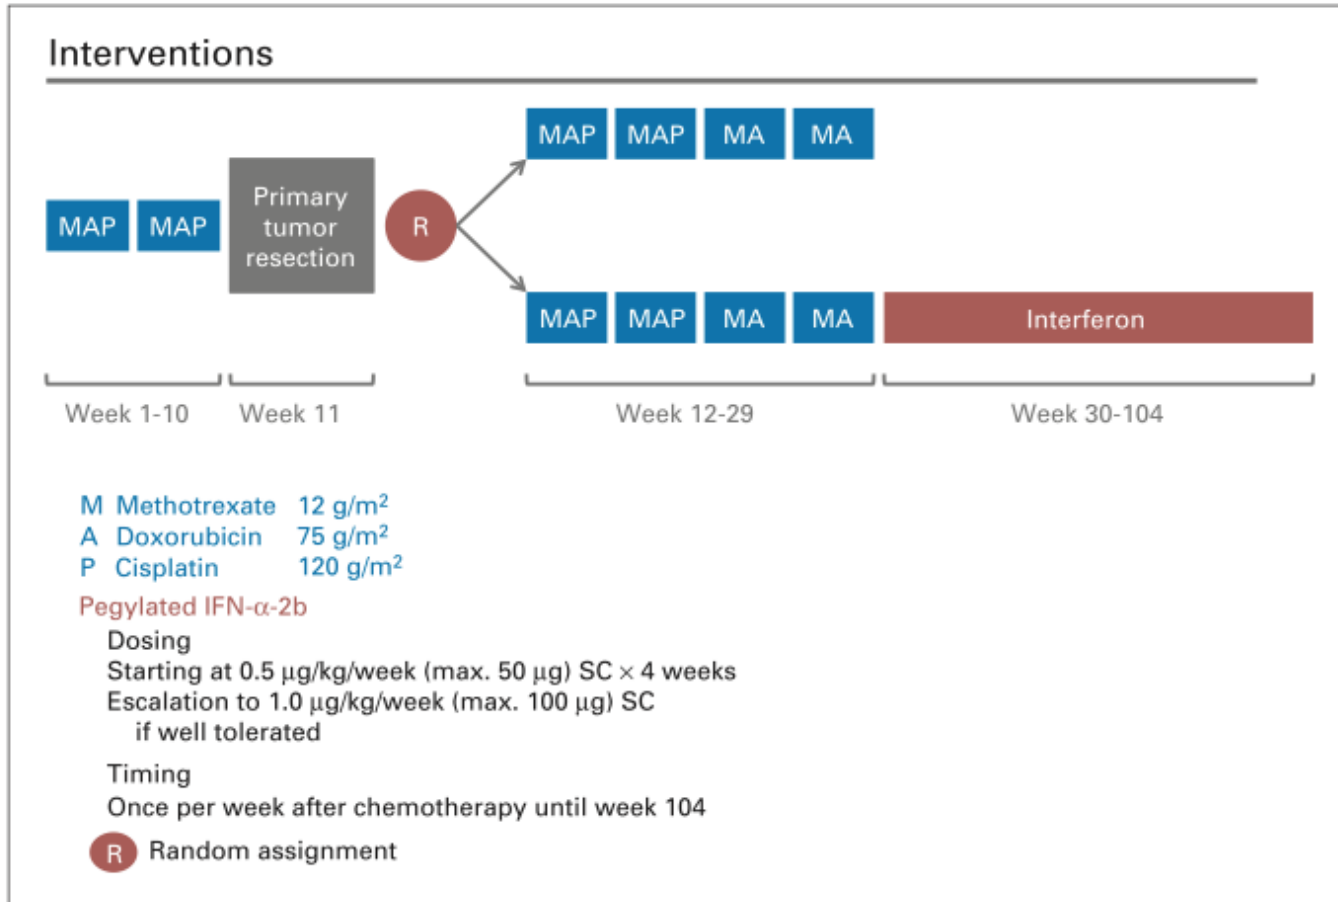 Interventions
MAP MAP MA MA
MAP MAP
Primary
tumor
resection
R
MAP MAP MA MA Interferon
Week 1-10 Week 11 Week 12-29 Week 30-104
M Methotrexate 12 g/m²
A Doxorubicin 75 g/m²
P Cisplatin 120 g/m²
Pegylated IFN-α-2b
Dosing
Starting at 0.5 μg/kg/week (max. 50 μg) SC × 4 weeks
Escalation to 1.0 μg/kg/week (max. 100 μg) SC
if well tolerated
Timing
Once per week after chemotherapy until week 104
R Random assignment